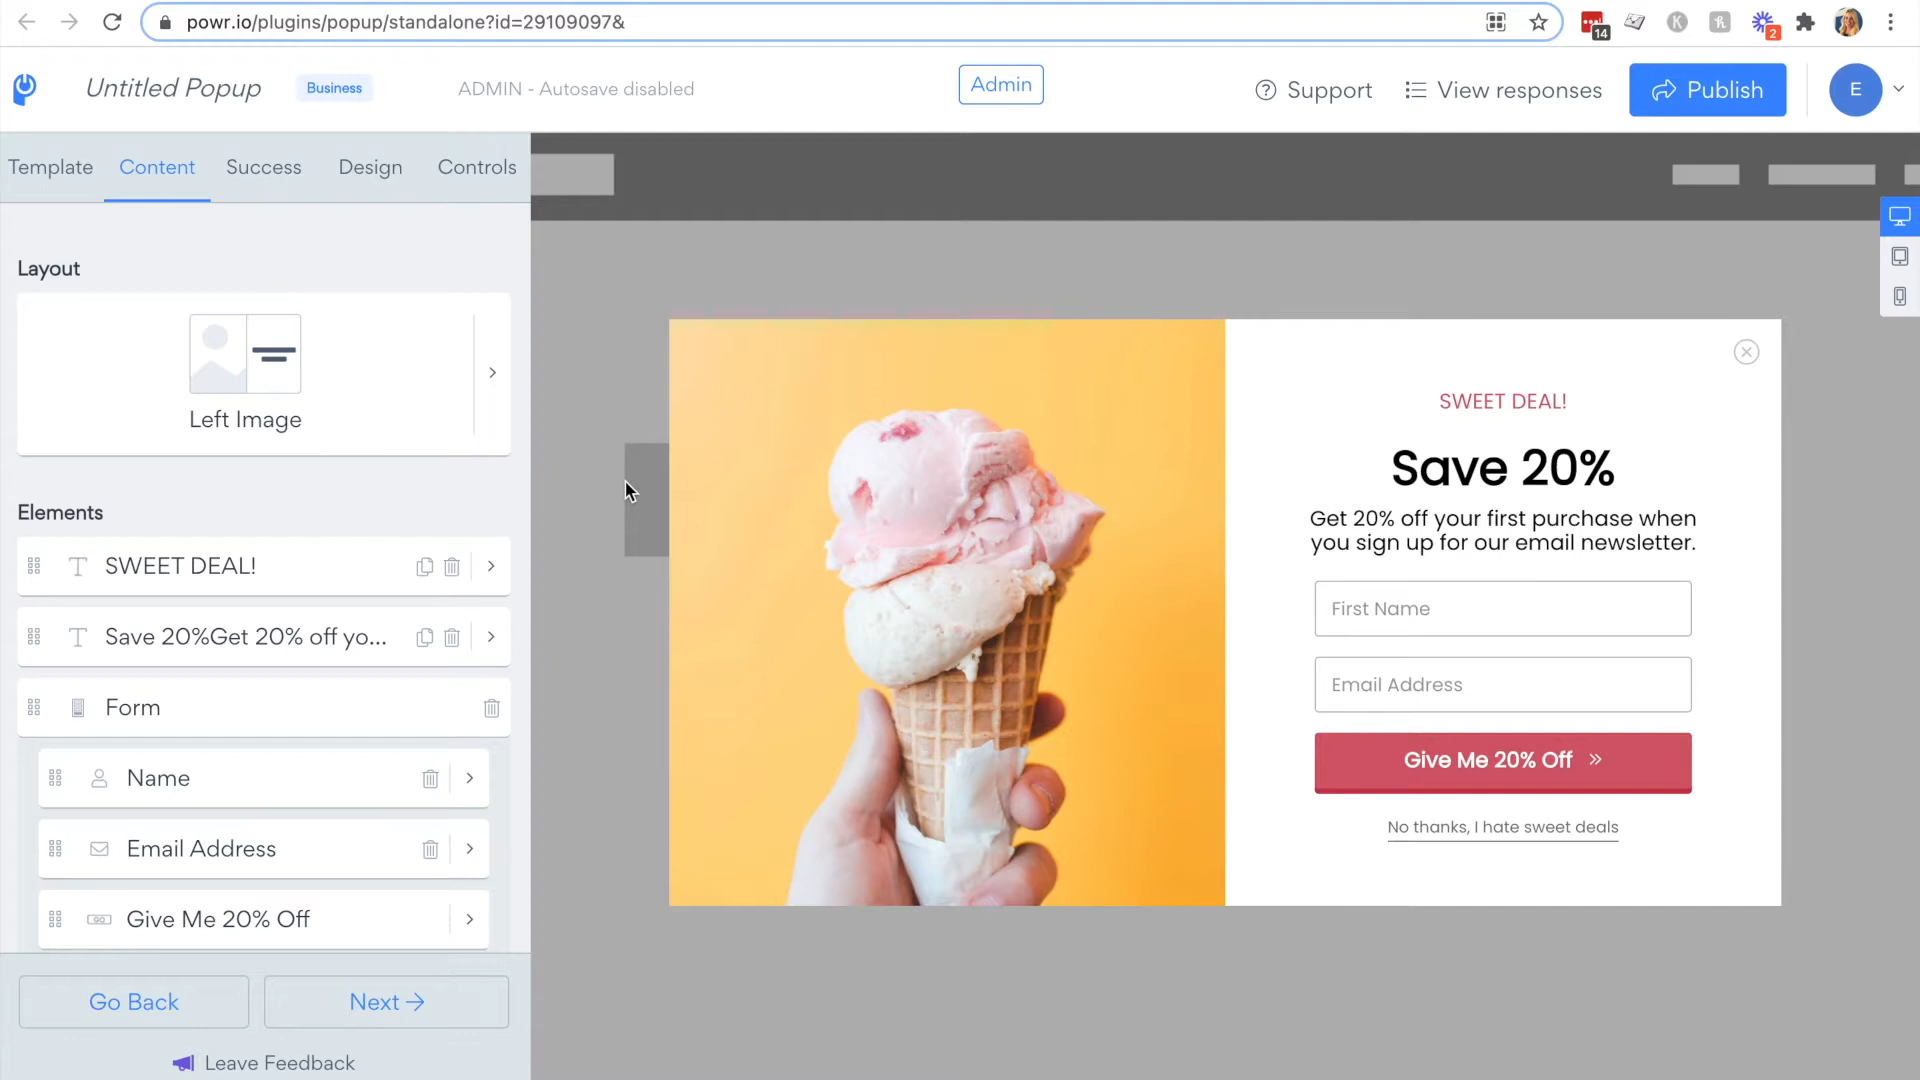 powr.io/plugins/popup/standalone?id=29109097&
14
2
Untitled Popup
Business
ADMIN - Autosave disabled
Admin
Support
View responses
Publish
E
Template
Content
Success
Design
Controls
Layout
Left Image
Elements
SWEET DEAL!
Save 20%Get 20% off yo...
Form
Name
Email Address
GO
Give Me 20% Off
Go Back
Next
Leave Feedback
SWEET DEAL!
Save 20%
Get 20% off your first purchase when
you sign up for our email newsletter.
First Name
Email Address
Give Me 20% Off »
No thanks, I hate sweet deals